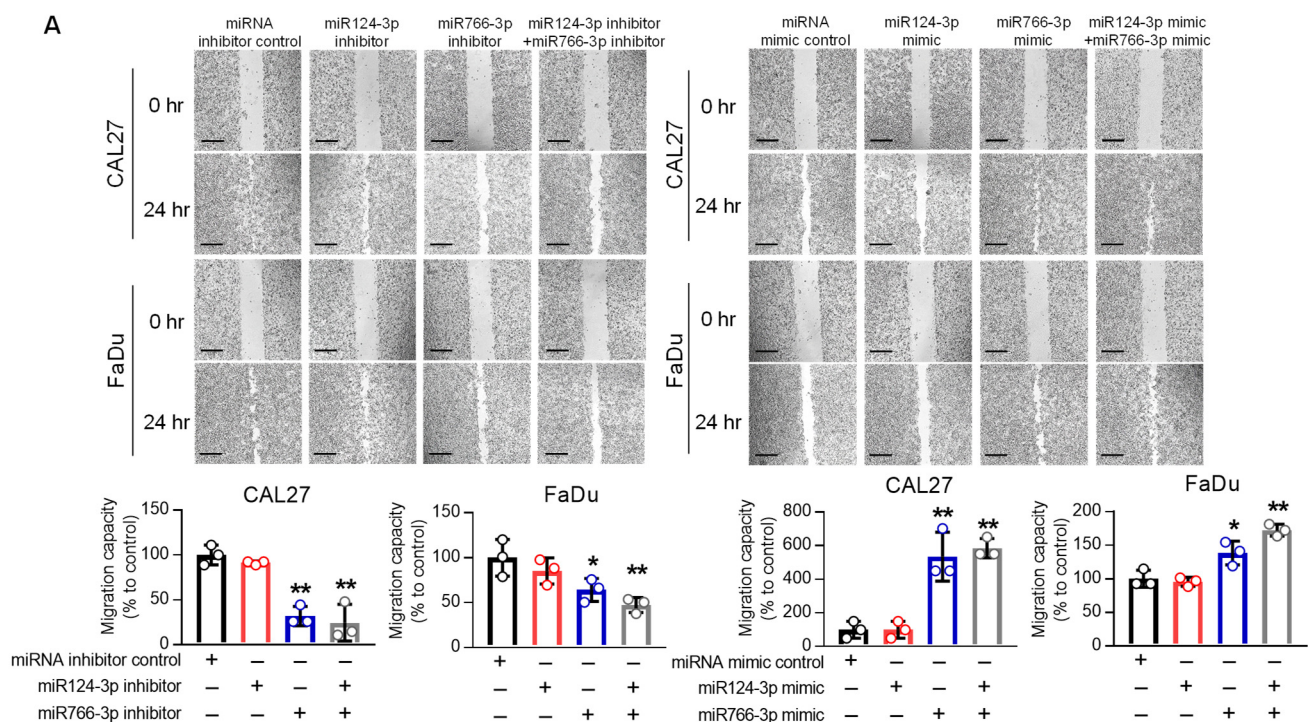 A
miRNA
inhibitor control
miR124-3p
inhibitor
miR766-3p
inhibitor
miR124-3p inhibitor
+miR766-3p inhibitor
miRNA
mimic control
miR124-3p
mimic
miR766-3p
mimic
miR124-3p mimic
+miR766-3p mimic
CAL27
0 hr
24 hr
FaDu
0 hr
24 hr
CAL27
0 hr
24 hr
FaDu
0 hr
24 hr
CAL27
Migration capacity
(% to control)
150
100
50
0
** **
FaDu
Migration capacity
(% to control)
150
100
50
0
* **
miRNA inhibitor control + – – – + – – –
miR124-3p inhibitor – + – + – + – +
miR766-3p inhibitor – – + + – – + +
CAL27
Migration capacity
(% to control)
800
600
400
200
0
** **
FaDu
Migration capacity
(% to control)
200
150
100
50
0
* **
miRNA mimic control + – – – + – – –
miR124-3p mimic – + – + – + – +
miR766-3p mimic – – + + – – + +